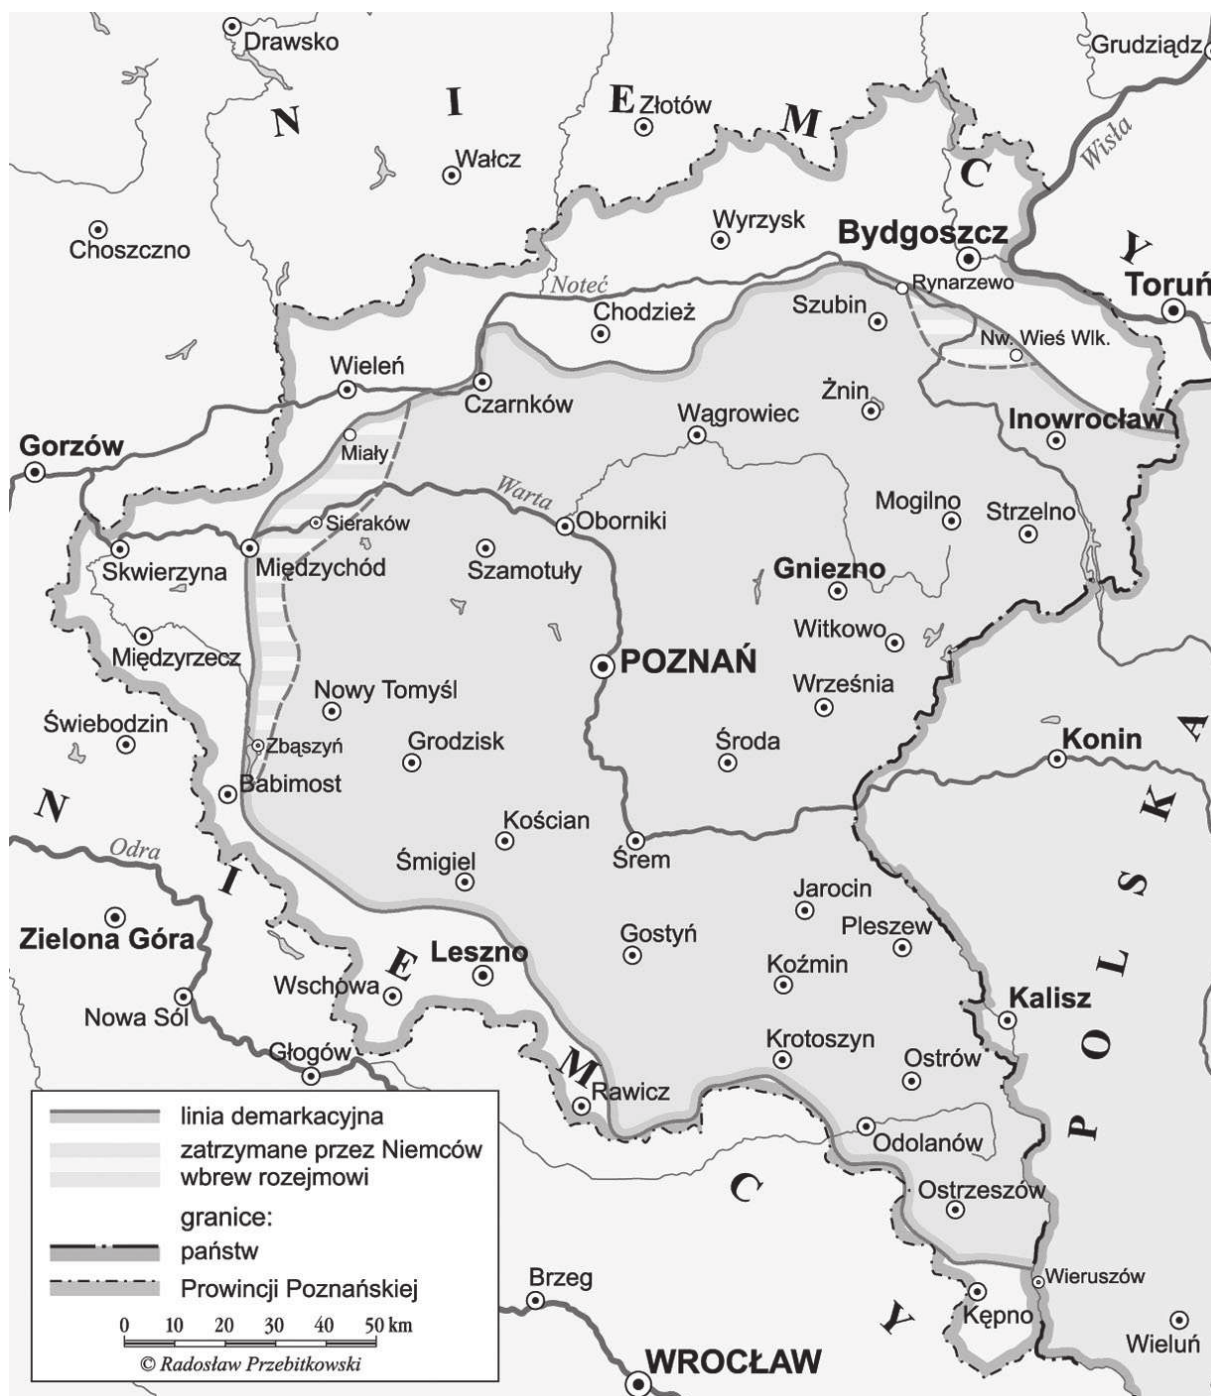 Drawsko
Grudziądz
N I E M C Y
Złotów
Wisła
Wałcz
Wyrzysk
Choszczno
Bydgoszcz
Noteć
Rynarzewo
Toruń
Chodzież
Szubin
Nw. Wieś Wlk.
Wieleń
Czarnków
Żnin
Wągrowiec
Inowrocław
Gorzów
Miały
Warta
Mogilno
Strzelno
Sieraków
Oborniki
Skwierzyna
Międzychód
Szamotuły
Gniezno
Witkowo
Międzyrzecz
POZNAŃ
Nowy Tomyśl
Września
Świebodzin
Zbąszyń
Grodzisk
Środa
Konin
Babimost
N I E M C Y
Kościan
Odra
Śrem
POLSKA
Śmigiel
Jarocin
Zielona Góra
Pleszew
Gostyń
Leszno
Koźmin
Wschowa
Kalisz
Nowa Sól
Krotoszyn
Głogów
Ostrów
Rawicz
Odolanów
Ostrzeszów
Wieruszów
Brzeg
Kępno
Wieluń
WROCŁAW
linia demarkacyjna
zatrzymane przez Niemców
wbrew rozejmowi
granice:
państw
Prowincji Poznańskiej
0 10 20 30 40 50 km
© Radosław Przebitkowski